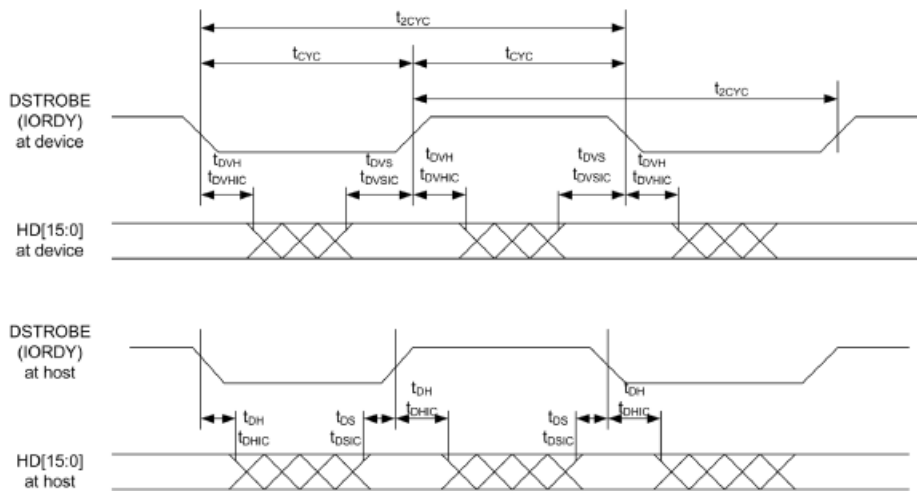 t2CYC
tCYC tCYC
t2CYC
DSTROBE
(IORDY)
at device
tDVH tDVS tDVH tDVS tDVH
tDVHIC tDVSIC tDVHIC tDVSIC tDVHIC
HD[15:0]
at device
DSTROBE
(IORDY)
at host
tDH tDH
tDH tDS tDHIC tDS tDHIC
tDHIC tDSIC tDSIC
HD[15:0]
at host